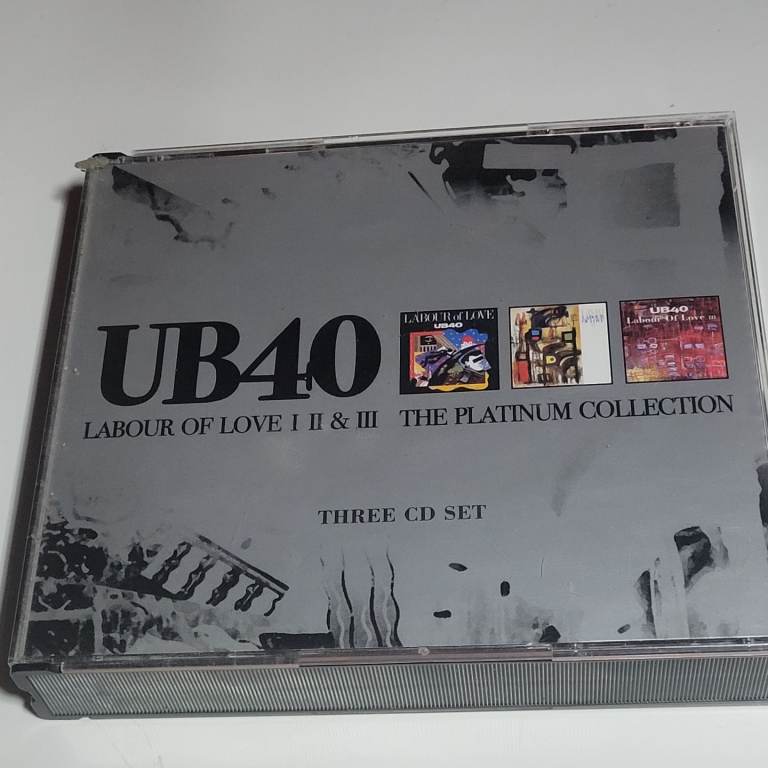 UB40
LABOUR OF LOVE I II & III
THE PLATINUM COLLECTION
THREE CD SET
LABOUR of LOVE
UB40
UB40
Labour Of Love III